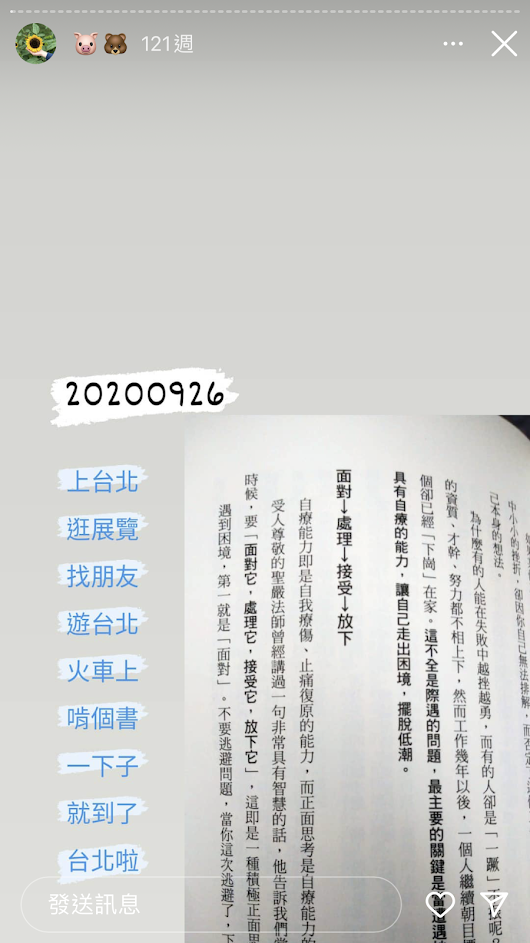 121週
20200926
上台北
逛展覽
找朋友
遊台北
火車上
啃個書
一下子
就到了
台北啦
中小小的挫折，卻因你自己無法排解，而否定
己本身的想法。
為什麼有的人能在失敗中越挫越勇，而有的人卻是「一蹶
的資質、才幹、努力都不相上下，然而工作幾年以後，一個人繼續朝目標
個卻已經「下崗」在家。這不全是際遇的問題，最主要的關鍵是當遭遇
具有自療的能力，讓自己走出困境，擺脫低潮。
面對→處理→接受→放下
自療能力即是自我療傷、止痛復原的能力，而正面思考是自療能力的
受人尊敬的聖嚴法師曾經講過一句非常具有智慧的話，他告訴我們當
時候，要「面對它，處理它，接受它，放下它」，這即是一種積極正面思
遇到困境，第一就是「面對」。不要逃避問題，當你這次逃避了，下
發送訊息